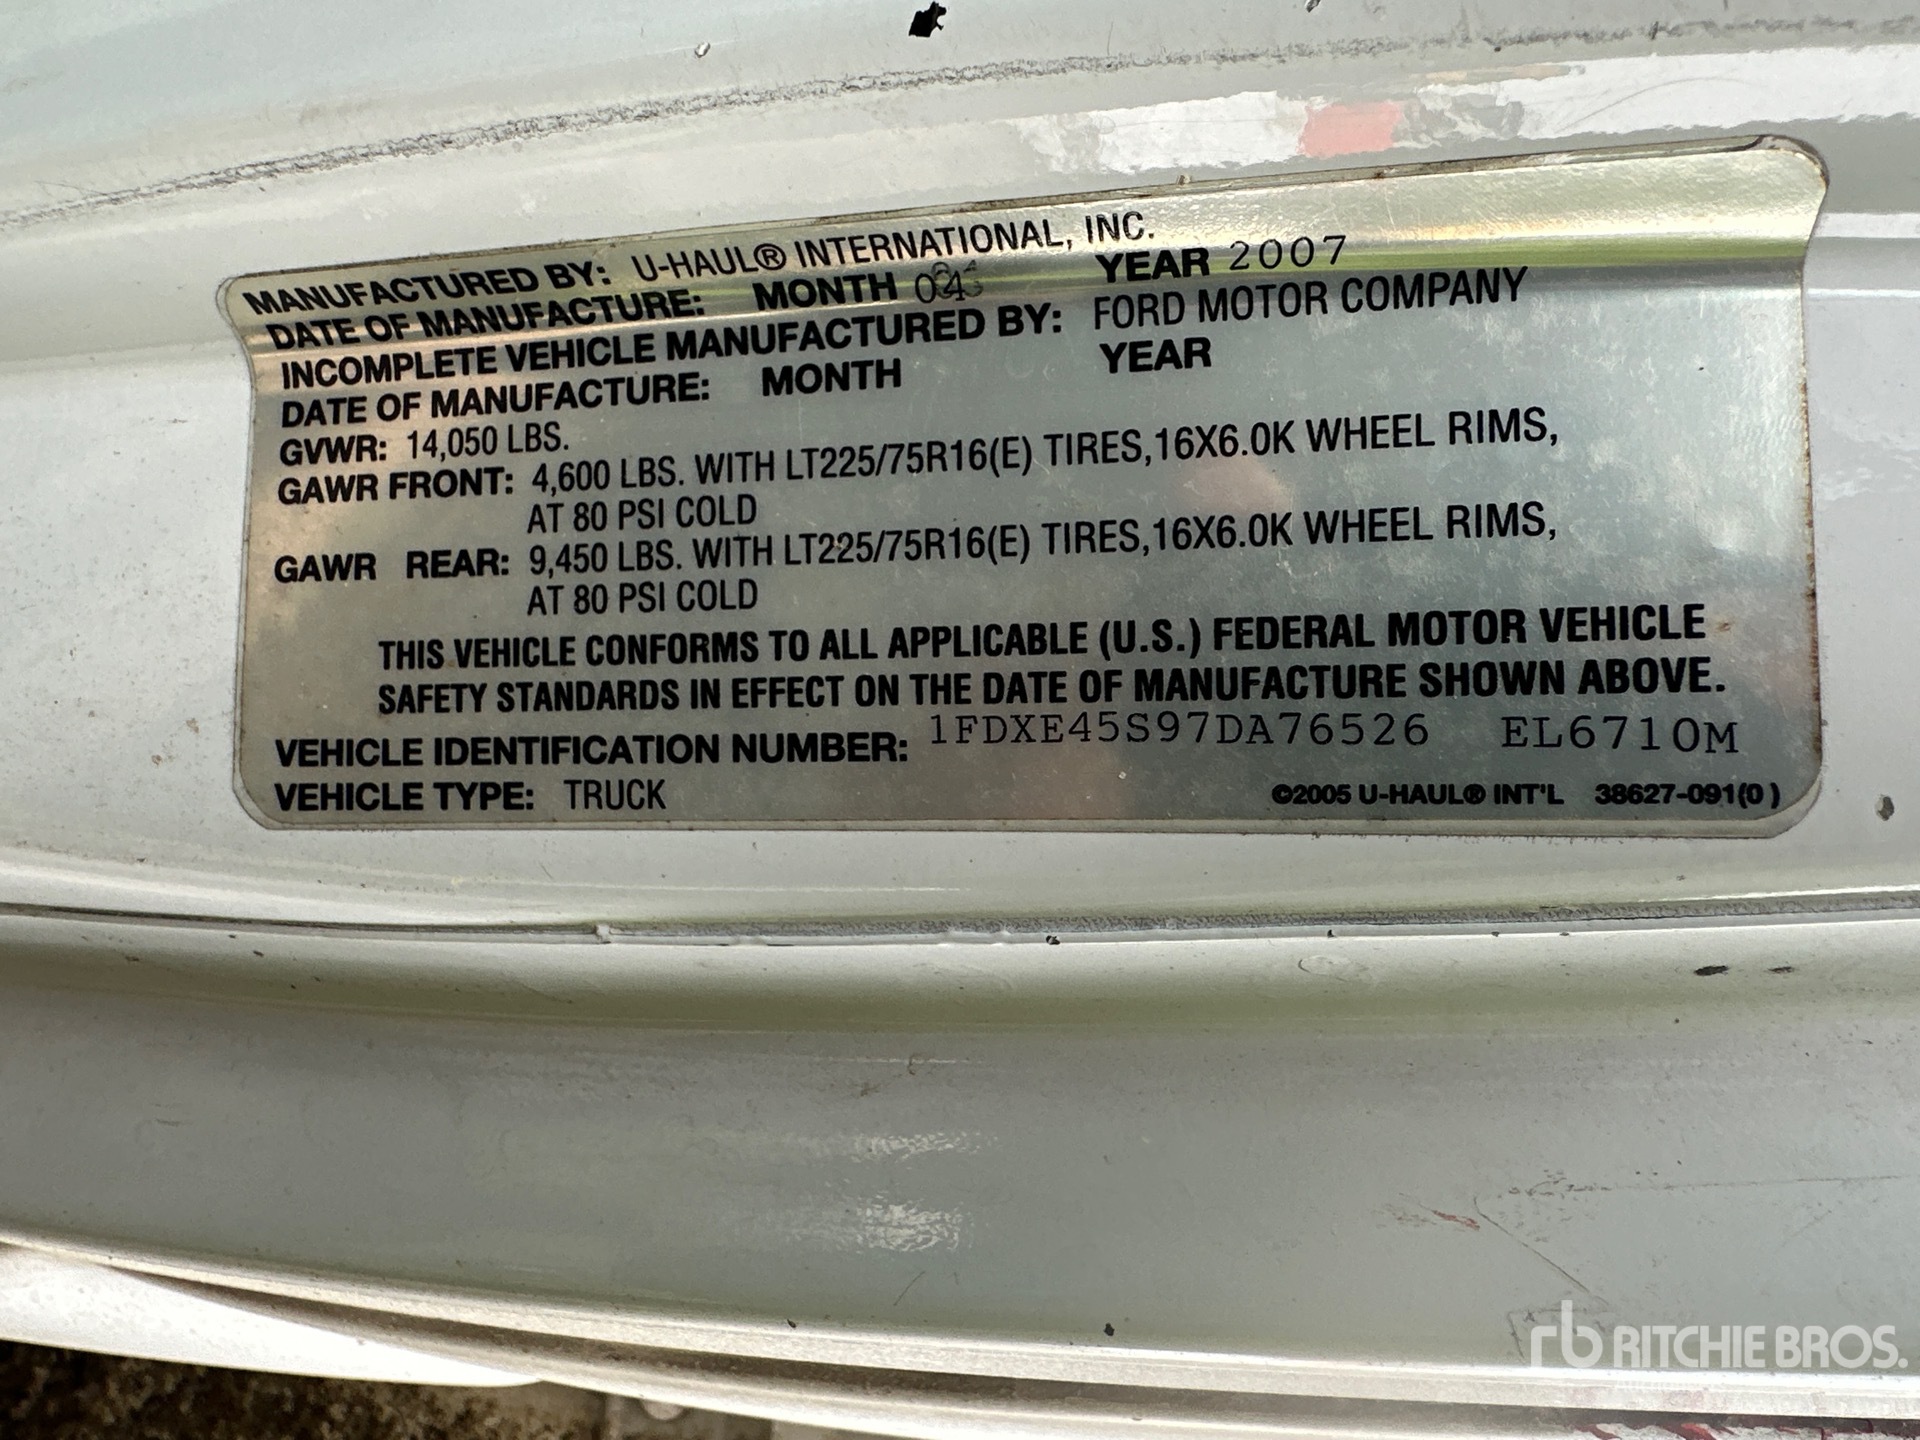 MANUFACTURED BY: U-HAUL® INTERNATIONAL, INC.
DATE OF MANUFACTURE: MONTH YEAR 2007
INCOMPLETE VEHICLE MANUFACTURED BY: FORD MOTOR COMPANY
DATE OF MANUFACTURE: MONTH YEAR
GVWR: 14,050 LBS.
GAWR FRONT: 4,600 LBS. WITH LT225/75R16(E) TIRES,16X6.0K WHEEL RIMS,
AT 80 PSI COLD
GAWR REAR: 9,450 LBS. WITH LT225/75R16(E) TIRES,16X6.0K WHEEL RIMS,
AT 80 PSI COLD
THIS VEHICLE CONFORMS TO ALL APPLICABLE (U.S.) FEDERAL MOTOR VEHICLE
SAFETY STANDARDS IN EFFECT ON THE DATE OF MANUFACTURE SHOWN ABOVE.
VEHICLE IDENTIFICATION NUMBER: 1FDXE45S97DA76526 EL6710M
VEHICLE TYPE: TRUCK ©2005 U-HAUL® INT'L 38627-091(0)
rb RITCHIE BROS.